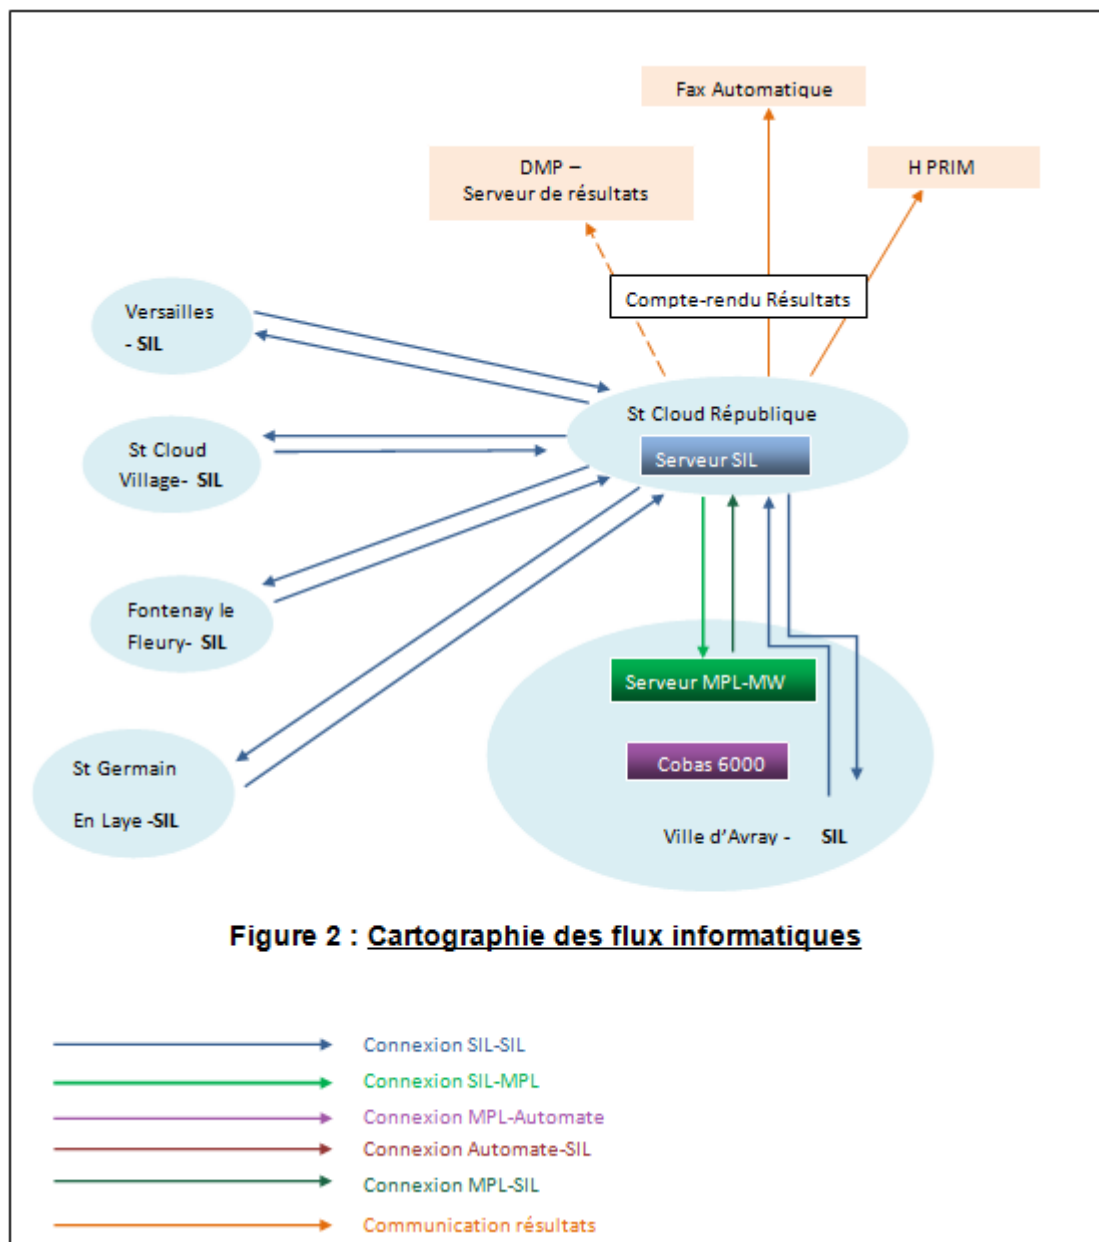 Fax Automatique
DMP –
Serveur de résultats
H PRIM
Compte-rendu Résultats
Versailles
- SIL
St Cloud République
Serveur SIL
St Cloud
Village- SIL
Fontenay le
Fleury- SIL
Serveur MPL-MW
Cobas 6000
St Germain
En Laye -SIL
Ville d'Avray - SIL
Figure 2 : Cartographie des flux informatiques
Connexion SIL-SIL
Connexion SIL-MPL
Connexion MPL-Automate
Connexion Automate-SIL
Connexion MPL-SIL
Communication résultats